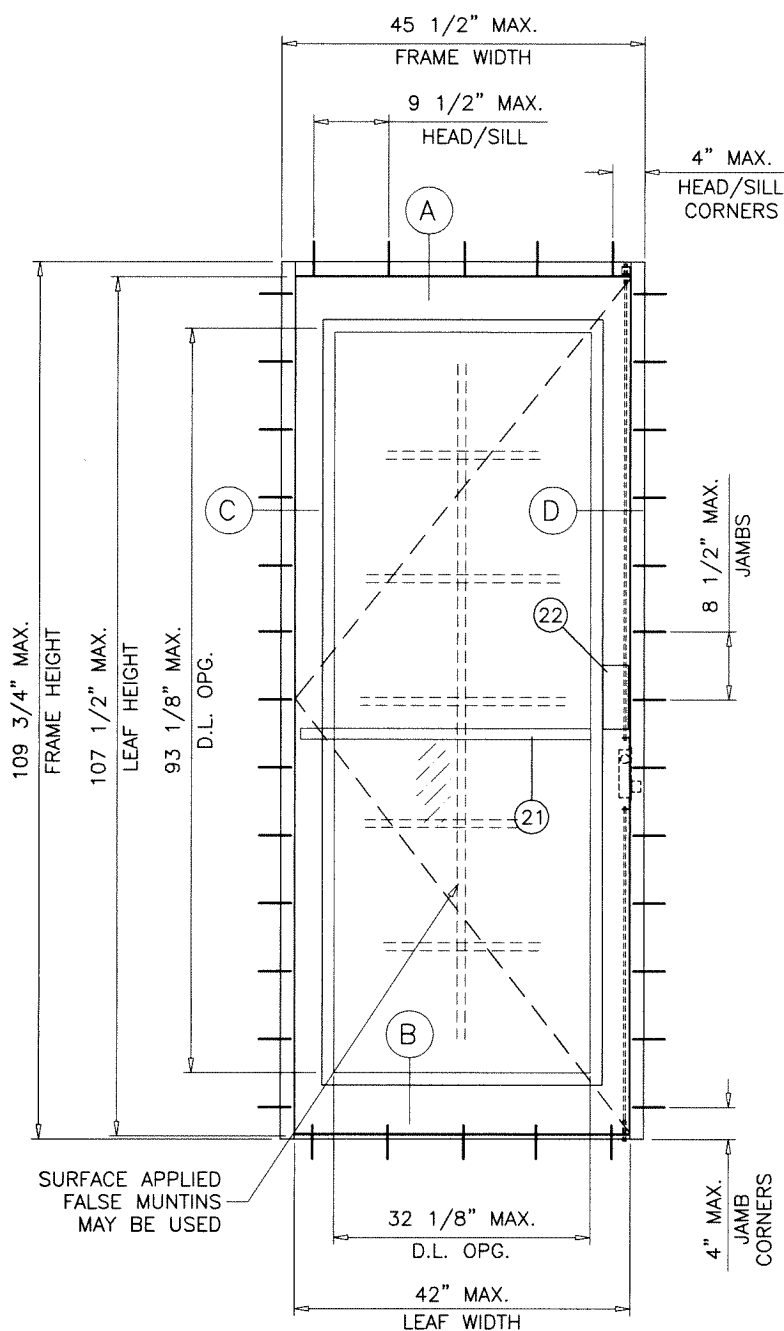 45 1/2" MAX.
FRAME WIDTH
9 1/2" MAX.
HEAD/SILL
4" MAX.
HEAD/SILL
CORNERS
A
C
D
8 1/2" MAX.
JAMBS
22
109 3/4" MAX.
FRAME HEIGHT
107 1/2" MAX.
LEAF HEIGHT
93 1/8" MAX.
D.L. OPG.
21
B
SURFACE APPLIED
FALSE MUNTINS
MAY BE USED
32 1/8" MAX.
D.L. OPG.
4" MAX.
JAMB
CORNERS
42" MAX.
LEAF WIDTH